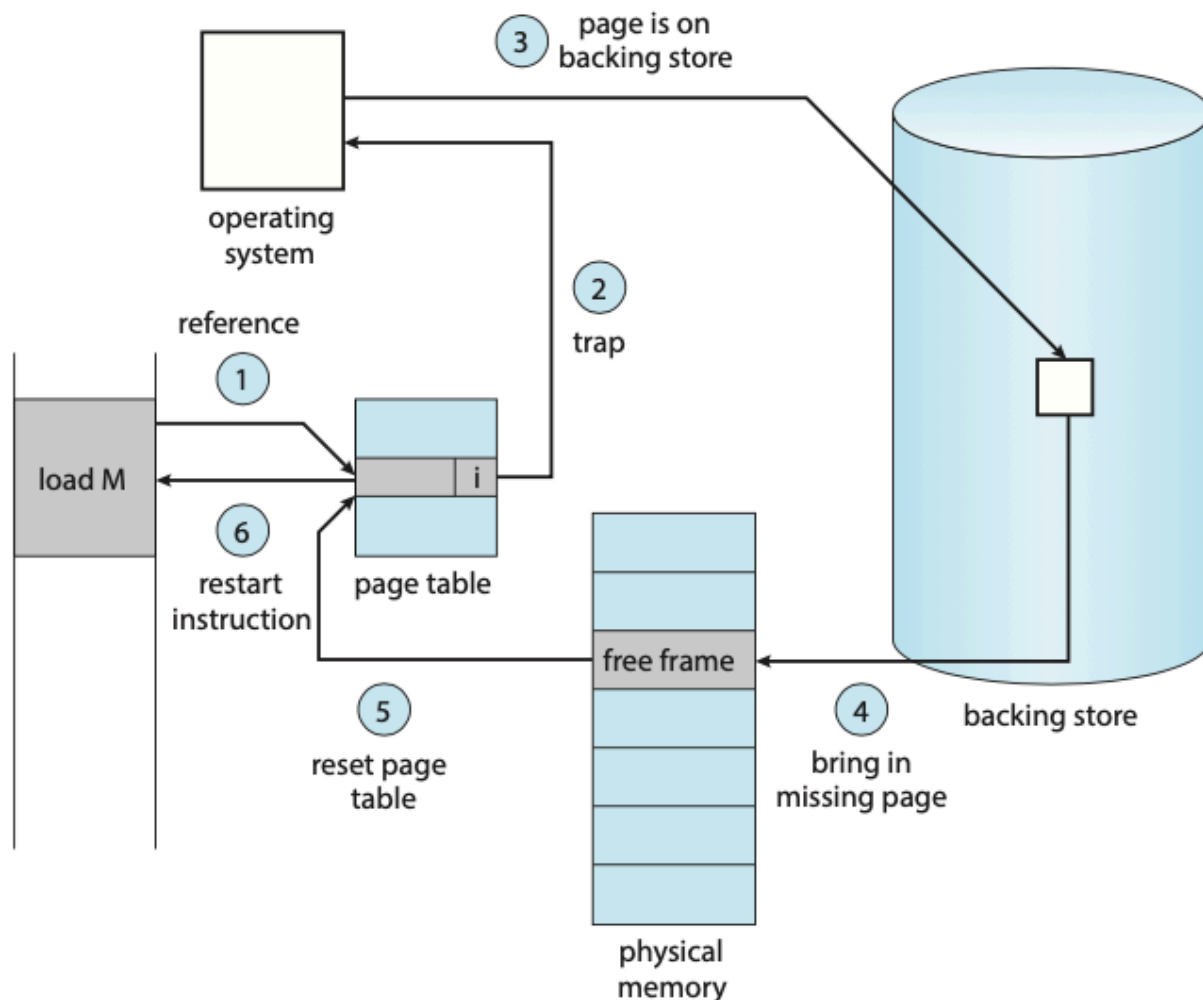 3
page is on
backing store
operating
system
2
trap
reference
1
load M
i
6
restart
instruction
page table
free frame
5
reset page
table
4
bring in
missing page
backing store
physical
memory